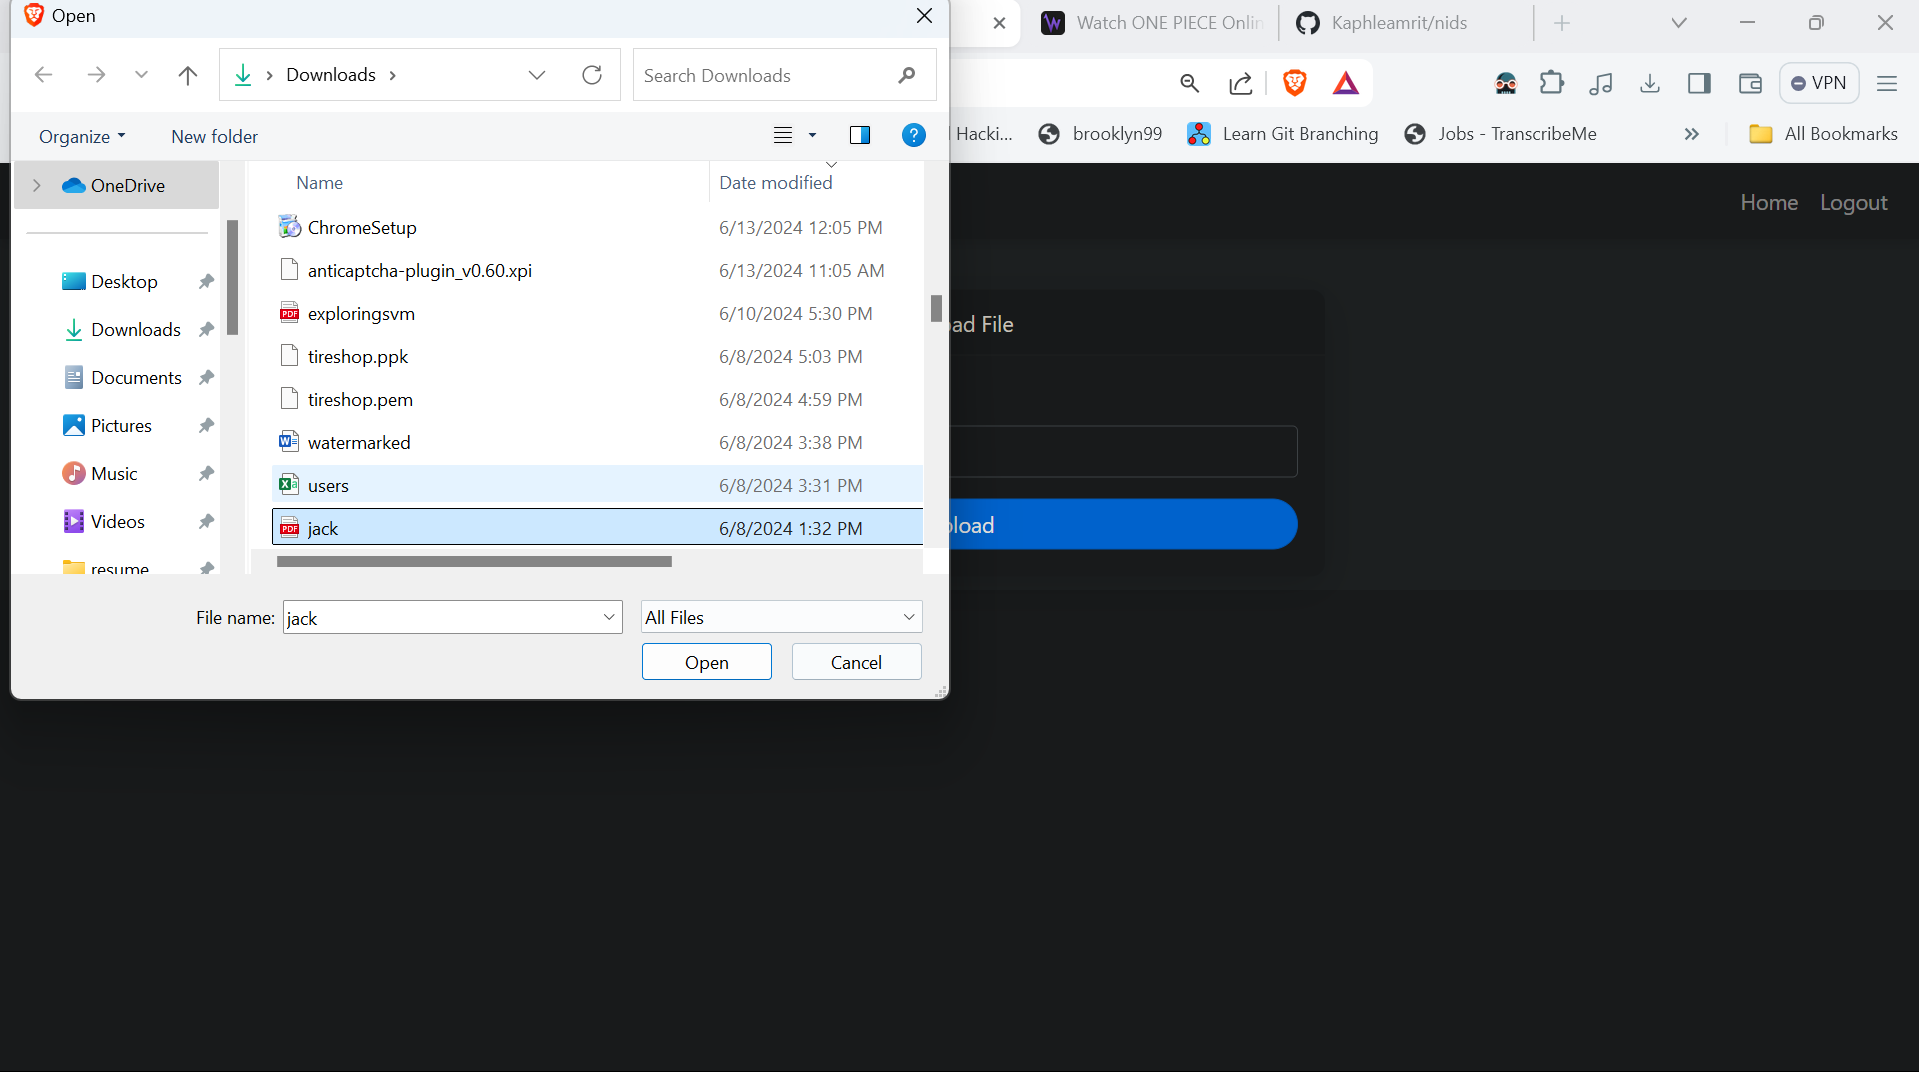 Open
Watch ONE PIECE Onlin
Kaphleamrit/nids
Downloads
Search Downloads
VPN
Organize
New folder
Hacki...
brooklyn99
Learn Git Branching
Jobs - TranscribeMe
All Bookmarks
OneDrive
Name
Date modified
Home
Logout
ChromeSetup
6/13/2024 12:05 PM
anticaptcha-plugin_v0.60.xpi
6/13/2024 11:05 AM
Desktop
exploringsvm
6/10/2024 5:30 PM
ad File
Downloads
tireshop.ppk
6/8/2024 5:03 PM
Documents
tireshop.pem
6/8/2024 4:59 PM
Pictures
watermarked
6/8/2024 3:38 PM
Music
users
6/8/2024 3:31 PM
Videos
PDF
jack
6/8/2024 1:32 PM
load
resume
File name:
jack
All Files
Open
Cancel